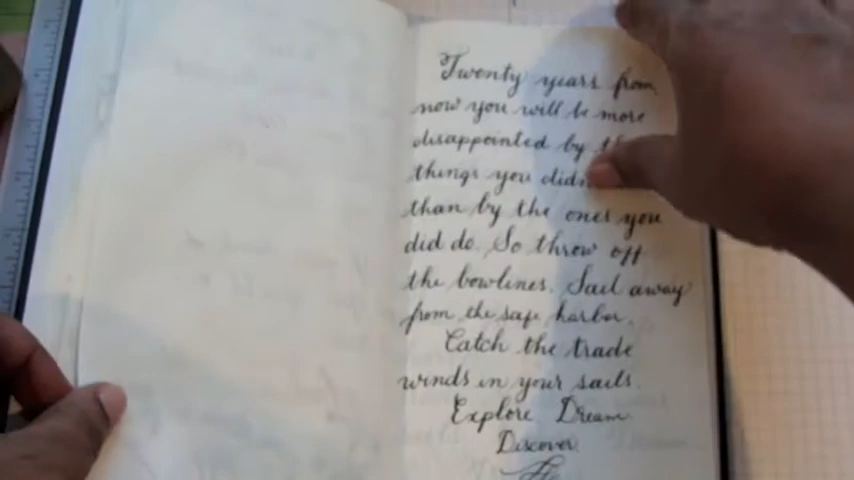 Twenty years from
now you will be more
disappointed by
things you
than by the ones you
did do. So throw off
the bowlines. Sail away
from the safe harbor.
Catch the trade
winds in your sails.
Explore. Dream.
Discover.